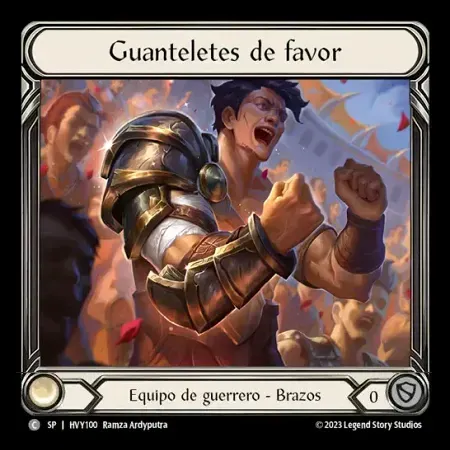 Guanteletes de favor
Equipo de guerrero - Brazos
0
C SP | HVY100 Ramza Ardyputra
© 2023 Legend Story Studios